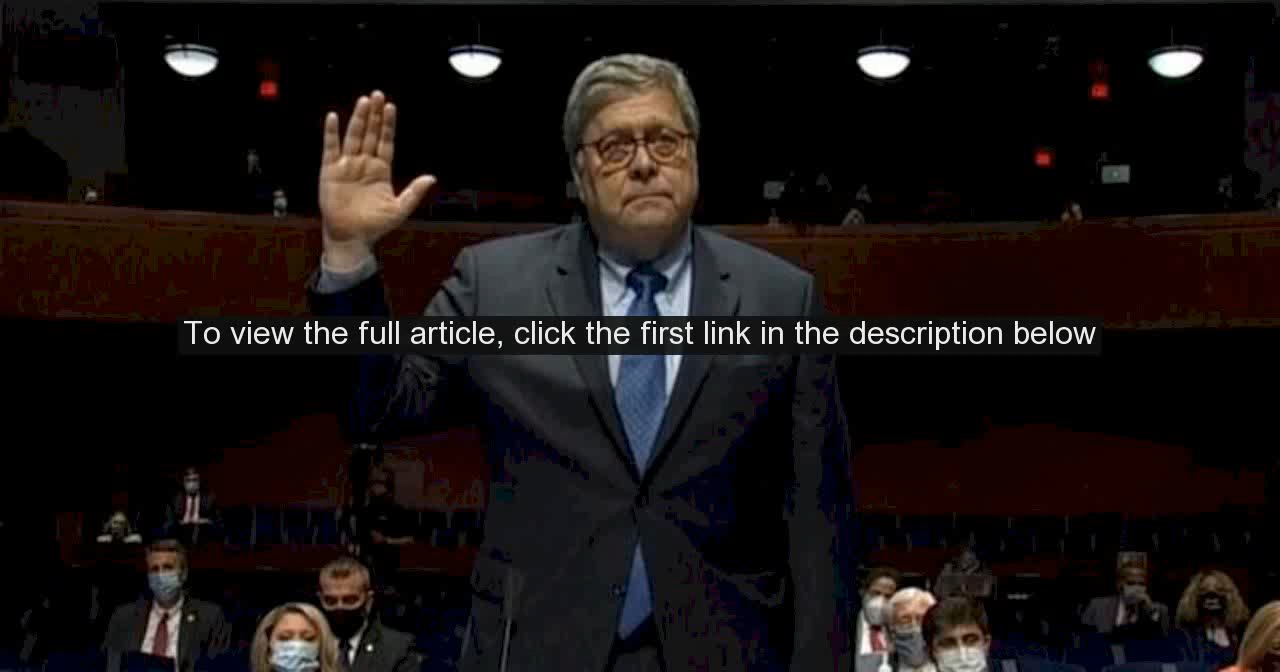 To view the full article, click the first link in the description below